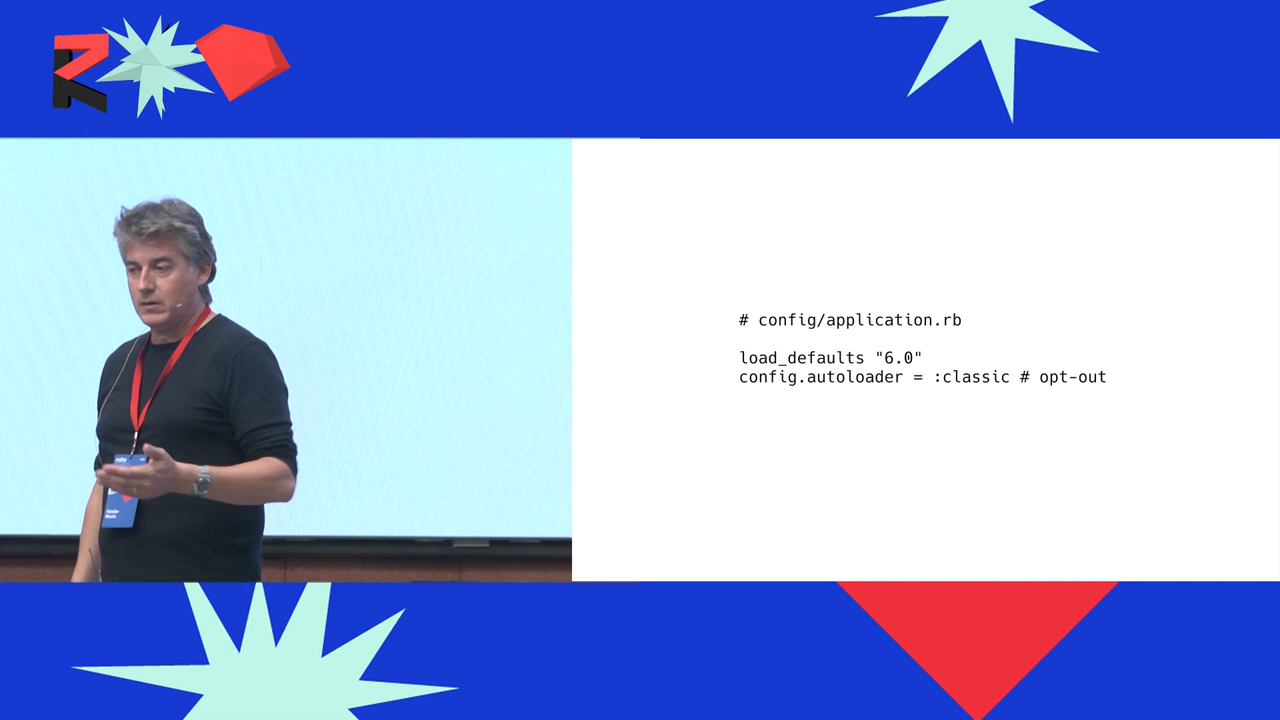 # config/application.rb
load_defaults "6.0"
config.autoloader = :classic # opt-out